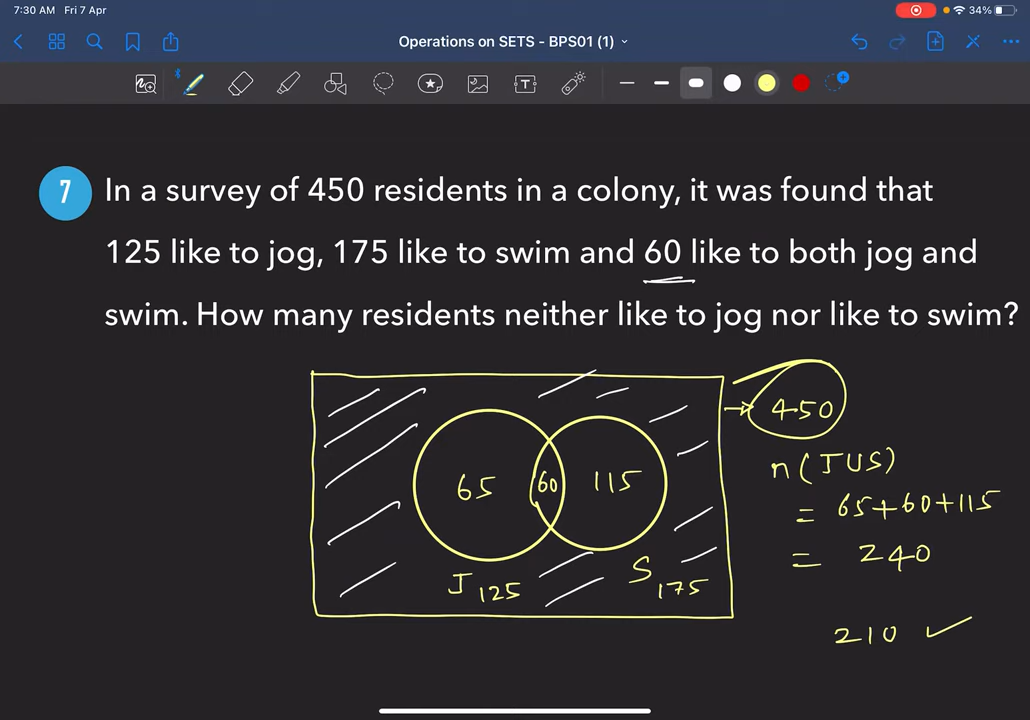 7:30 AM Fri 7 Apr
34%
Operations on SETS - BPS01 (1)
T
7
In a survey of 450 residents in a colony, it was found that
125 like to jog, 175 like to swim and 60 like to both jog and
swim. How many residents neither like to jog nor like to swim?
450
65 60 115
J 125
S 175
n(J∪S)
= 65+60+115
= 240
210 ✓